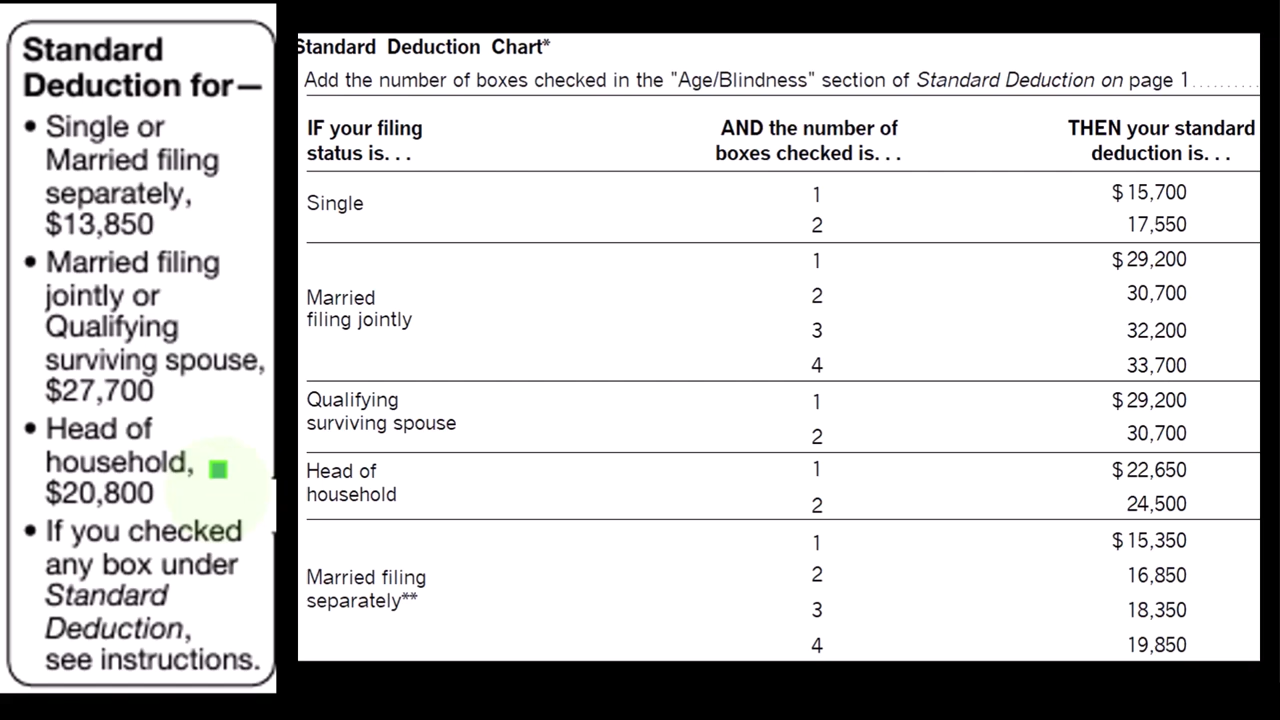 Standard
Deduction for—
• Single or
Married filing
separately,
$13,850
• Married filing
jointly or
Qualifying
surviving spouse,
$27,700
• Head of
household,
$20,800
• If you checked
any box under
Standard
Deduction,
see instructions.
Standard Deduction Chart*
Add the number of boxes checked in the "Age/Blindness" section of Standard Deduction on page 1..........
IF your filing status is. . . AND the number of boxes checked is. . . THEN your standard deduction is. . .
Single
1 $15,700
2 17,550
Married
filing jointly
1 $29,200
2 30,700
3 32,200
4 33,700
Qualifying
surviving spouse
1 $29,200
2 30,700
Head of
household
1 $22,650
2 24,500
Married filing
separately**
1 $15,350
2 16,850
3 18,350
4 19,850